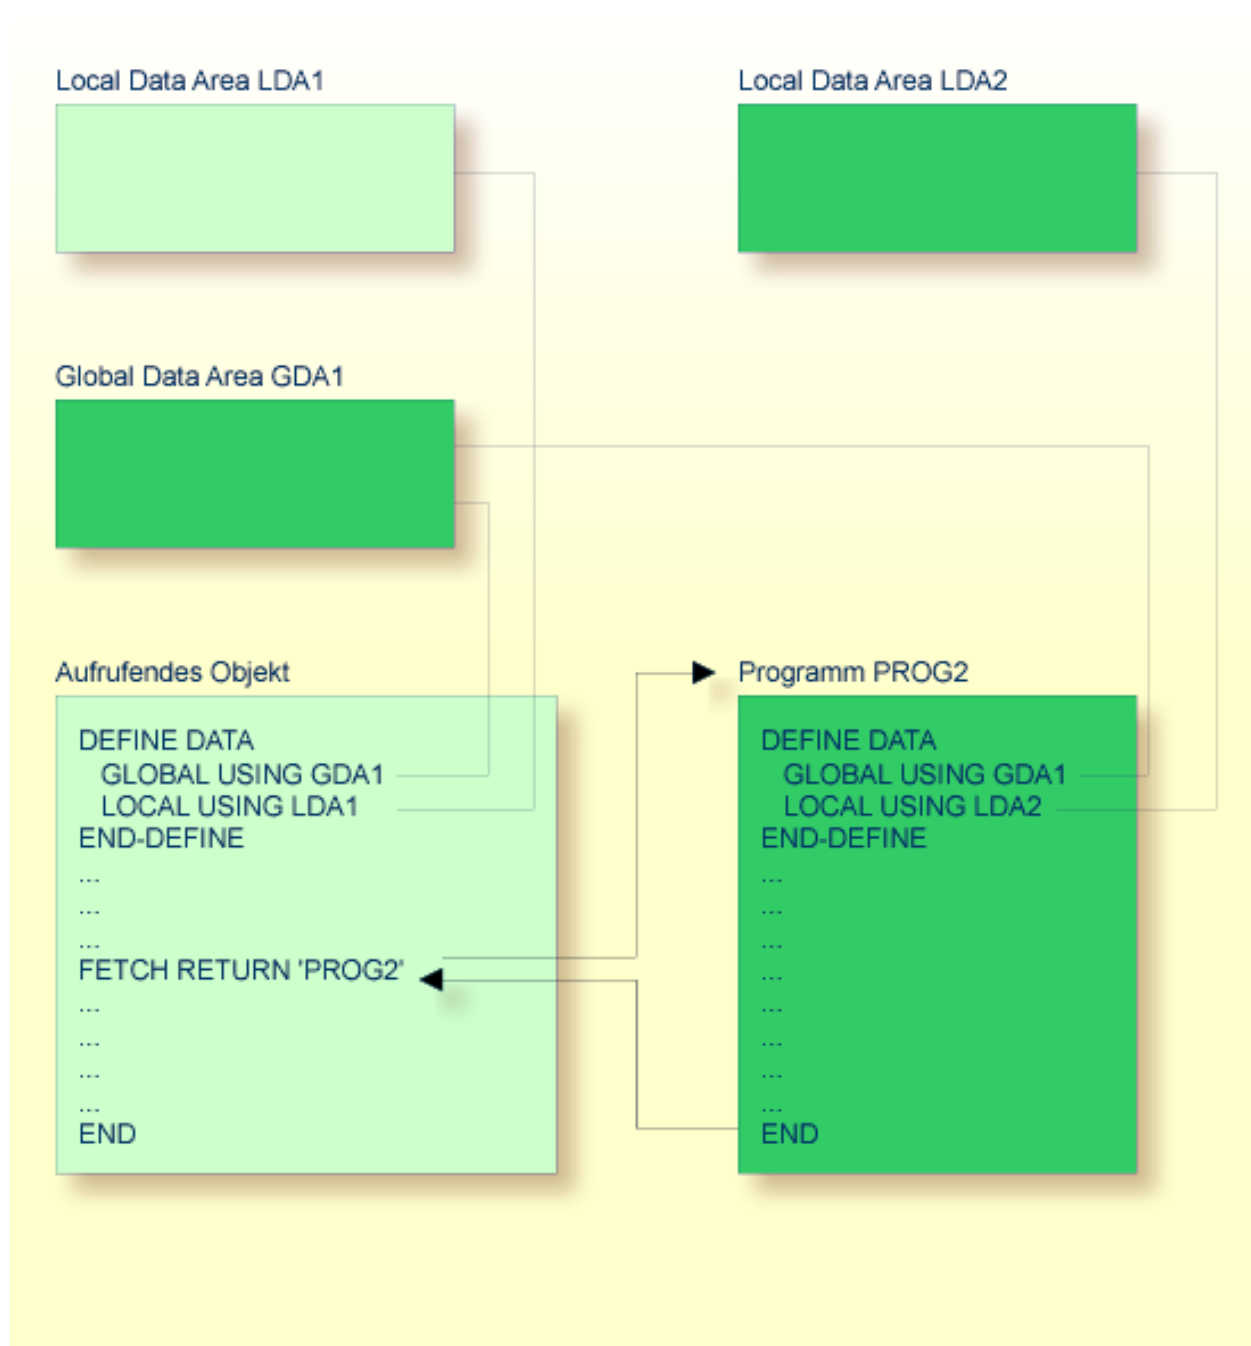 Local Data Area LDA1
Local Data Area LDA2
Global Data Area GDA1
Aufrufendes Objekt
DEFINE DATA
GLOBAL USING GDA1
LOCAL USING LDA1
END-DEFINE
...
...
...
FETCH RETURN 'PROG2'
...
...
...
...
END
Programm PROG2
DEFINE DATA
GLOBAL USING GDA1
LOCAL USING LDA2
END-DEFINE
...
...
...
...
...
...
...
...
END